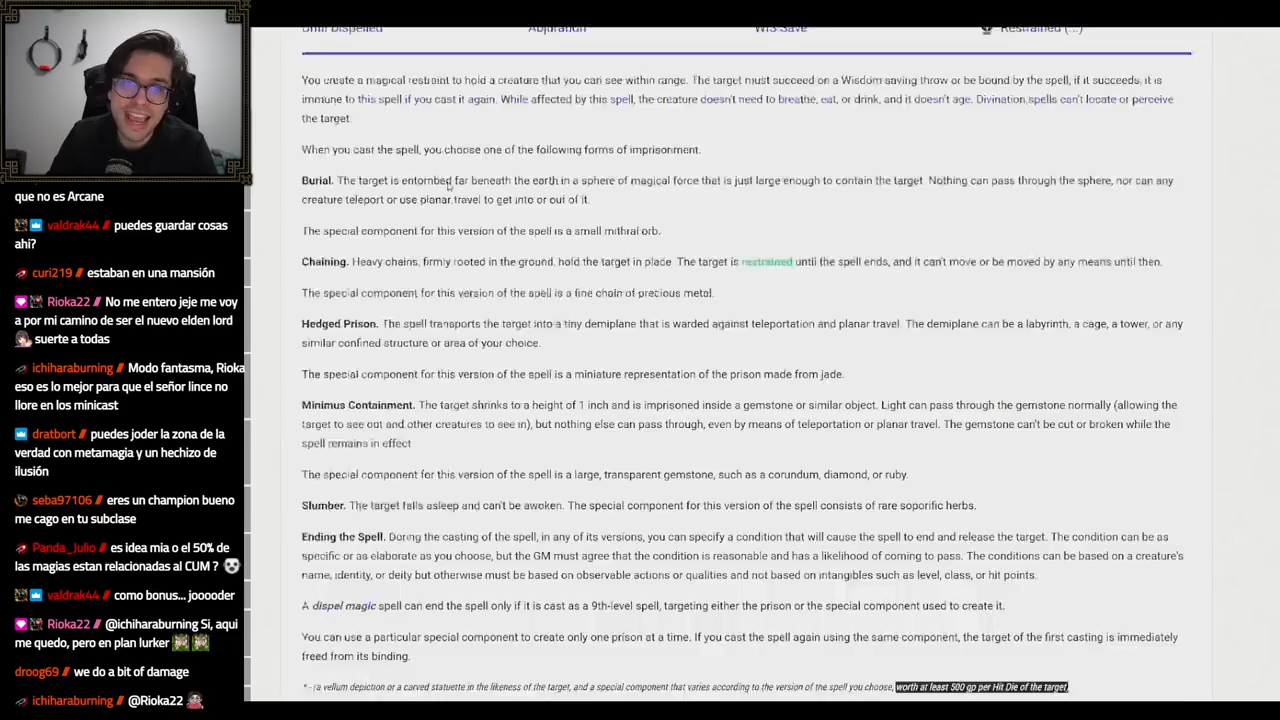 Until Dispelled Abjuration WIS Save Restrained (...)
You create a magical restraint to hold a creature that you can see within range. The target must succeed on a Wisdom saving throw or be bound by the spell, if it succeeds, it is
immune to this spell if you cast it again. While affected by this spell, the creature doesn't need to breathe, eat, or drink, and it doesn't age. Divination spells can't locate or perceive
the target.
When you cast the spell, you choose one of the following forms of imprisonment.
Burial. The target is entombed far beneath the earth in a sphere of magical force that is just large enough to contain the target. Nothing can pass through the sphere, nor can any
creature teleport or use planar travel to get into or out of it.
The special component for this version of the spell is a small mithral orb.
Chaining. Heavy chains, firmly rooted in the ground, hold the target in place. The target is restrained until the spell ends, and it can't move or be moved by any means until then.
The special component for this version of the spell is a fine chain of precious metal.
Hedged Prison. The spell transports the target into a tiny demiplane that is warded against teleportation and planar travel. The demiplane can be a labyrinth, a cage, a tower, or any
similar confined structure or area of your choice.
The special component for this version of the spell is a miniature representation of the prison made from jade.
Minimus Containment. The target shrinks to a height of 1 inch and is imprisoned inside a gemstone or similar object. Light can pass through the gemstone normally (allowing the
target to see out and other creatures to see in), but nothing else can pass through, even by means of teleportation or planar travel. The gemstone can't be cut or broken while the
spell remains in effect
The special component for this version of the spell is a large, transparent gemstone, such as a corundum, diamond, or ruby.
Slumber. The target falls asleep and can't be awoken. The special component for this version of the spell consists of rare soporific herbs.
Ending the Spell. During the casting of the spell, in any of its versions, you can specify a condition that will cause the spell to end and release the target. The condition can be as
specific or as elaborate as you choose, but the GM must agree that the condition is reasonable and has a likelihood of coming to pass. The conditions can be based on a creature's
name, identity, or deity but otherwise must be based on observable actions or qualities and not based on intangibles such as level, class, or hit points.
A dispel magic spell can end the spell only if it is cast as a 9th-level spell, targeting either the prison or the special component used to create it.
You can use a particular special component to create only one prison at a time. If you cast the spell again using the same component, the target of the first casting is immediately
freed from its binding.
* - (a vellum depiction or a carved statuette in the likeness of the target, and a special component that varies according to the version of the spell you choose, worth at least 500 gp per Hit Die of the target)
que no es Arcane
valdrak44 // puedes guardar cosas
ahi?
curi219 // estaban en una mansión
Rioka22 // No me entero jeje me voy
a por mi camino de ser el nuevo elden lord
suerte a todas
ichiharaburning // Modo fantasma, Rioka
eso es lo mejor para que el señor lince no
llore en los minicast
dratbort // puedes joder la zona de la
verdad con metamagia y un hechizo de
ilusión
seba97106 // eres un champion bueno
me cago en tu subclase
Panda_Julio // es idea mia o el 50% de
las magias estan relacionadas al CUM ?
valdrak44 // como bonus... jooooder
Rioka22 // @ichiharaburning Si, aqui
me quedo, pero en plan lurker
droog69 // we do a bit of damage
ichiharaburning // @Rioka22